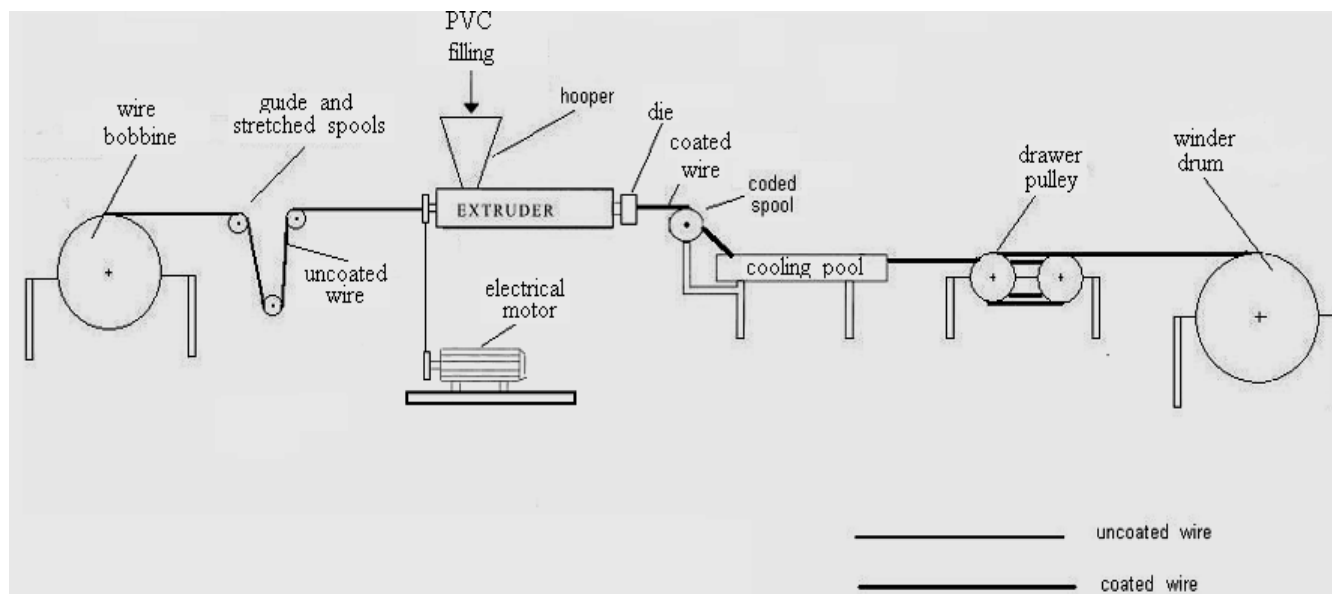 PVC
filling
hooper
wire
bobbine
guide and
stretched spools
die
coated
wire
coded
spool
drawer
pulley
winder
drum
EXTRUDER
uncoated
wire
cooling pool
electrical
motor
uncoated wire
coated wire